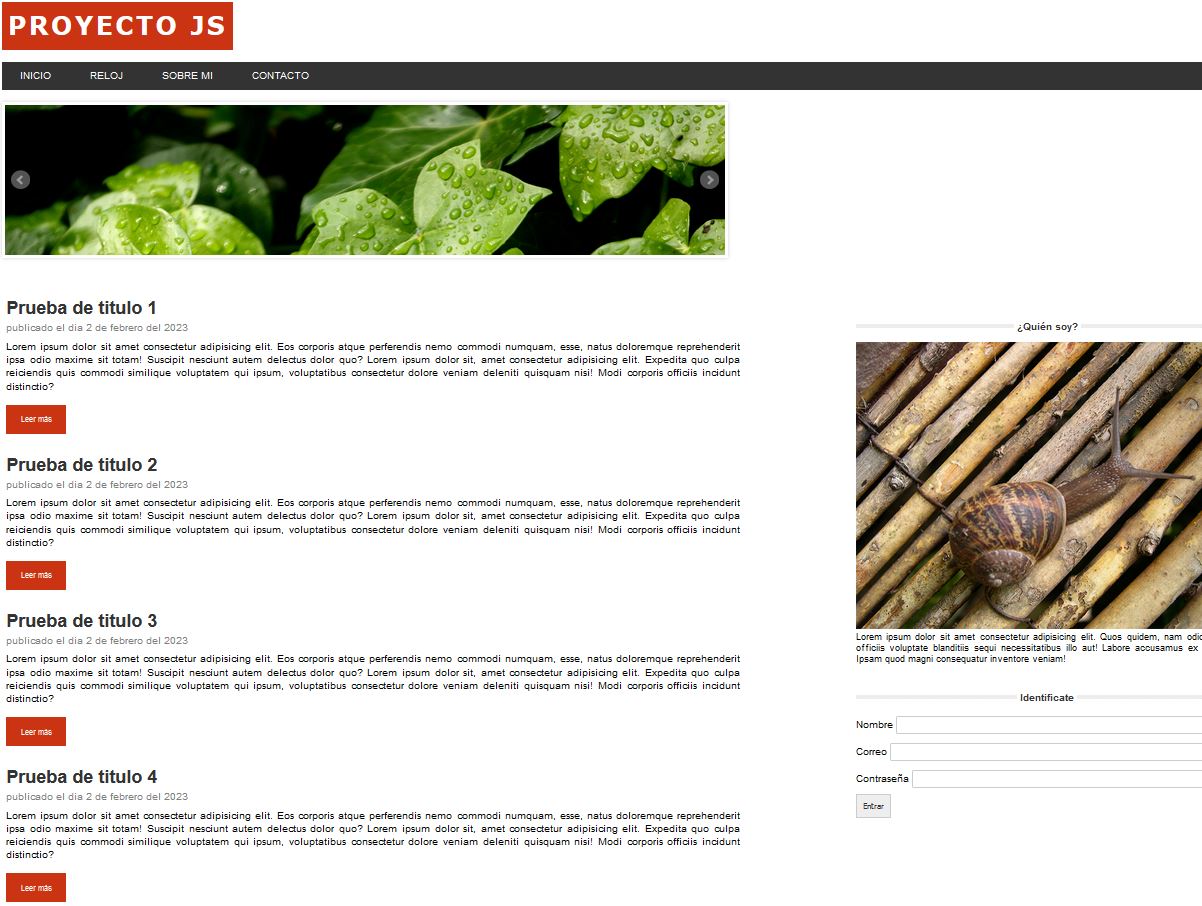 PROYECTO JS
INICIO RELOJ SOBRE MI CONTACTO
Prueba de titulo 1
publicado el dia 2 de febrero del 2023
Lorem ipsum dolor sit amet consectetur adipisicing elit. Eos corporis atque perferendis nemo commodi numquam, esse, natus doloremque reprehenderit
ipsa odio maxime sit totam! Suscipit nesciunt autem delectus dolor quo? Lorem ipsum dolor sit, amet consectetur adipisicing elit. Expedita quo culpa
reiciendis quis commodi similique voluptatem qui ipsum, voluptatibus consectetur dolore veniam deleniti quisquam nisi! Modi corporis officiis incidunt
distinctio?
Leer más
Prueba de titulo 2
publicado el dia 2 de febrero del 2023
Lorem ipsum dolor sit amet consectetur adipisicing elit. Eos corporis atque perferendis nemo commodi numquam, esse, natus doloremque reprehenderit
ipsa odio maxime sit totam! Suscipit nesciunt autem delectus dolor quo? Lorem ipsum dolor sit, amet consectetur adipisicing elit. Expedita quo culpa
reiciendis quis commodi similique voluptatem qui ipsum, voluptatibus consectetur dolore veniam deleniti quisquam nisi! Modi corporis officiis incidunt
distinctio?
Leer más
Prueba de titulo 3
publicado el dia 2 de febrero del 2023
Lorem ipsum dolor sit amet consectetur adipisicing elit. Eos corporis atque perferendis nemo commodi numquam, esse, natus doloremque reprehenderit
ipsa odio maxime sit totam! Suscipit nesciunt autem delectus dolor quo? Lorem ipsum dolor sit, amet consectetur adipisicing elit. Expedita quo culpa
reiciendis quis commodi similique voluptatem qui ipsum, voluptatibus consectetur dolore veniam deleniti quisquam nisi! Modi corporis officiis incidunt
distinctio?
Leer más
Prueba de titulo 4
publicado el dia 2 de febrero del 2023
Lorem ipsum dolor sit amet consectetur adipisicing elit. Eos corporis atque perferendis nemo commodi numquam, esse, natus doloremque reprehenderit
ipsa odio maxime sit totam! Suscipit nesciunt autem delectus dolor quo? Lorem ipsum dolor sit, amet consectetur adipisicing elit. Expedita quo culpa
reiciendis quis commodi similique voluptatem qui ipsum, voluptatibus consectetur dolore veniam deleniti quisquam nisi! Modi corporis officiis incidunt
distinctio?
Leer más
¿Quién soy?
Lorem ipsum dolor sit amet consectetur adipisicing elit. Quos quidem, nam
officiis voluptate blanditiis sequi necessitatibus illo aut! Labore accusamus ex
Ipsam quod magni consequatur inventore veniam!
Identificate
Nombre
Correo
Contraseña
Entrar